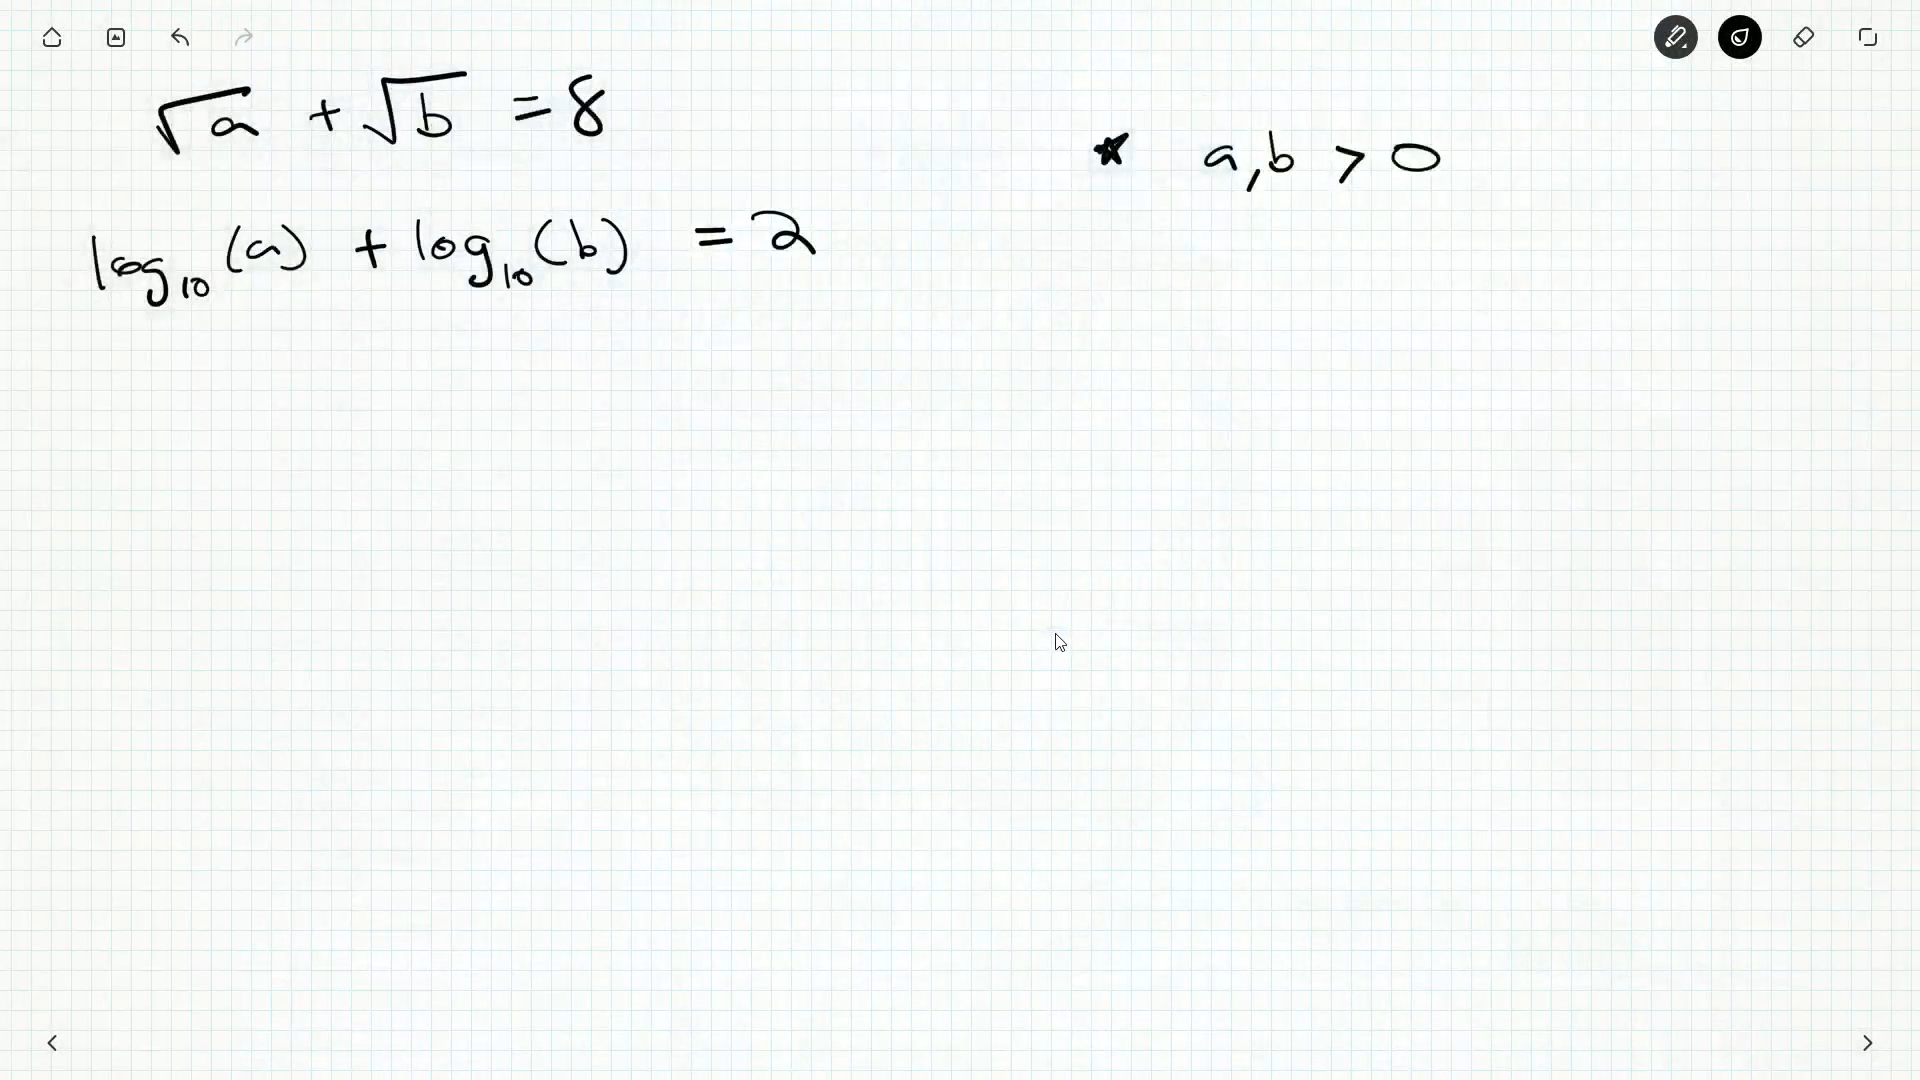 √a + √b = 8
* a,b > 0
log₁₀(a) + log₁₀(b) = 2